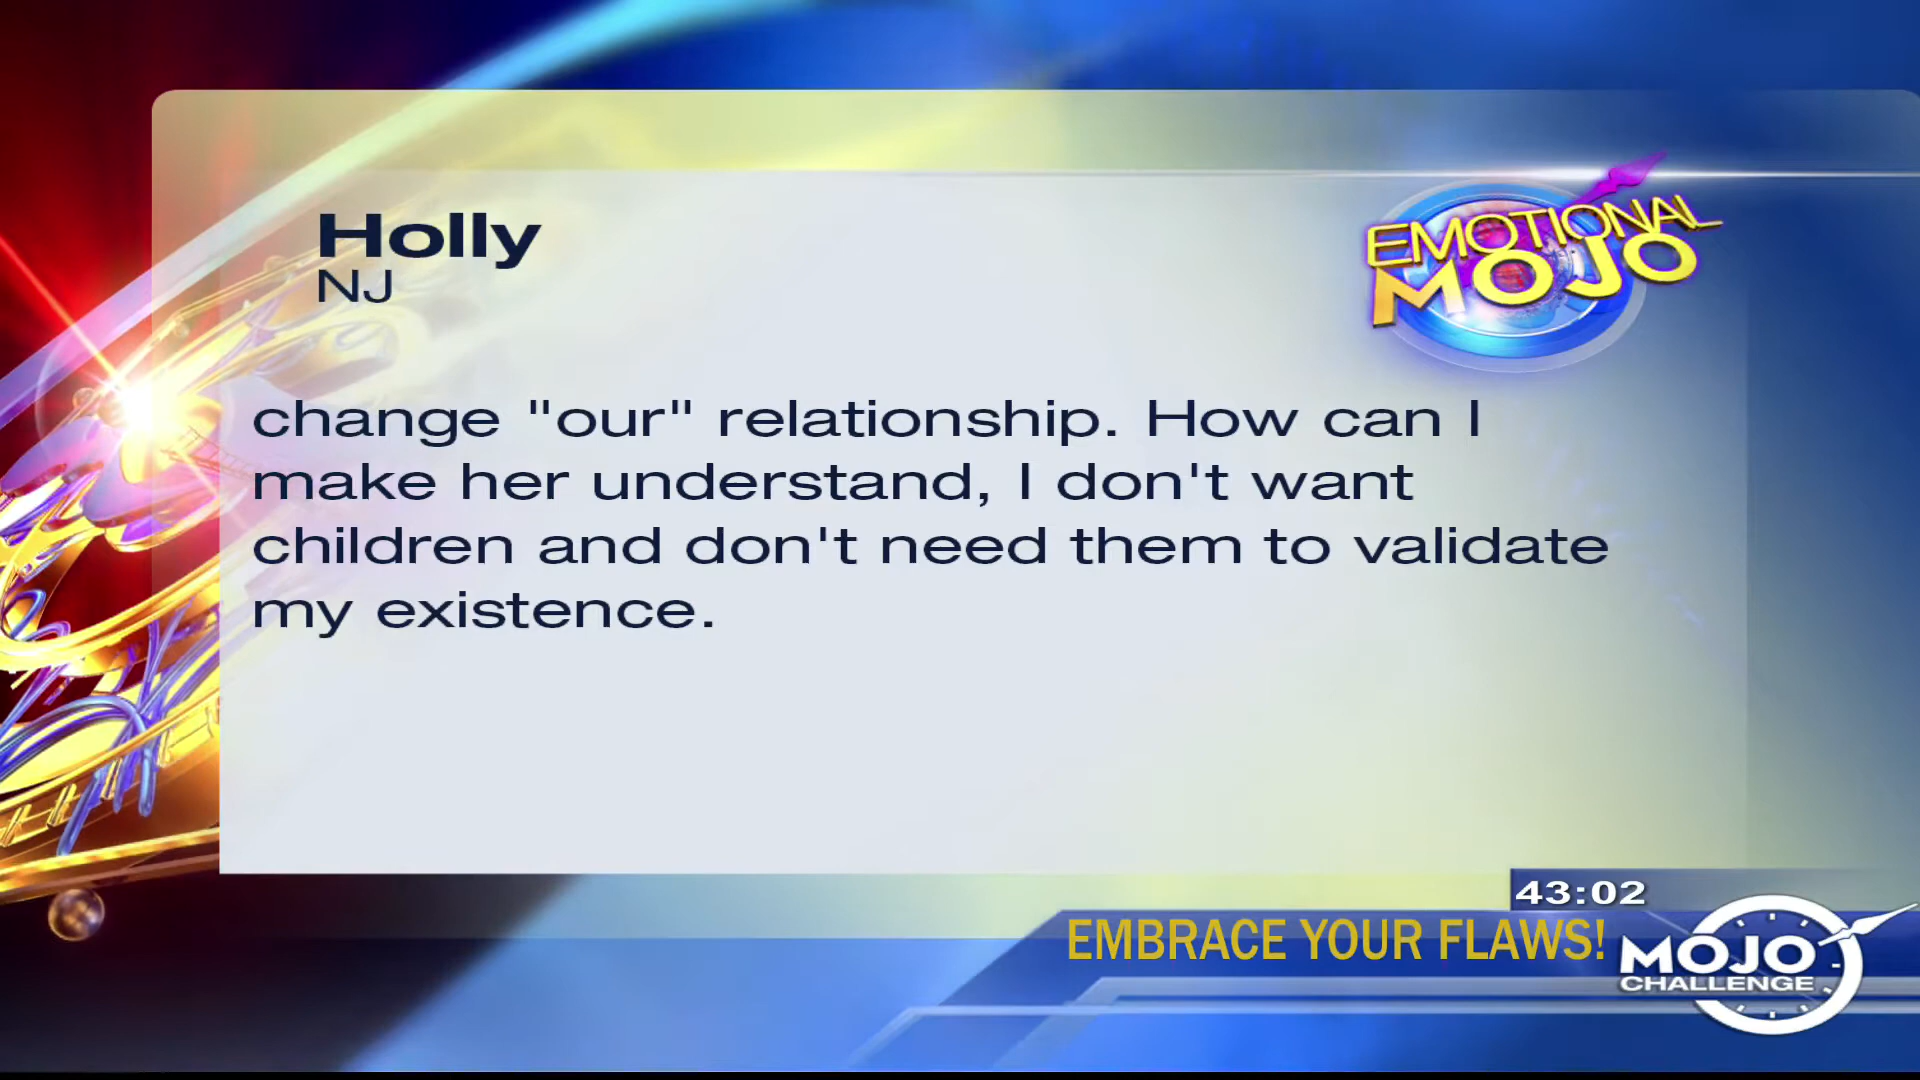 Holly
NJ
EMOTIONAL
MOJO
change "our" relationship. How can I
make her understand, I don't want
children and don't need them to validate
my existence.
43:02
EMBRACE YOUR FLAWS!
MOJO
CHALLENGE